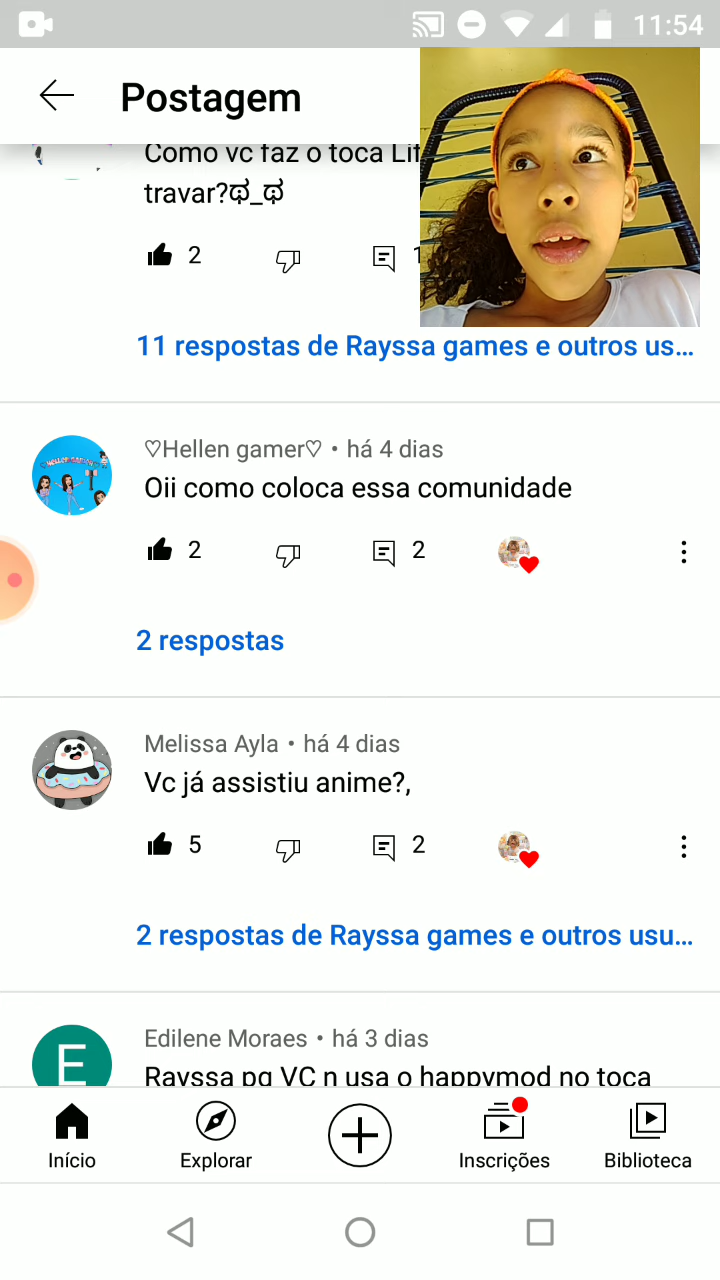 11:54
Postagem
Como vc faz o toca Lif
travar?ಥ_ಥ
2
11 respostas de Rayssa games e outros us...
♡Hellen gamer♡ • há 4 dias
Oii como coloca essa comunidade
2 2
2 respostas
Melissa Ayla • há 4 dias
Vc já assistiu anime?,
5 2
2 respostas de Rayssa games e outros usu...
E
Edilene Moraes • há 3 dias
Rayssa pq VC n usa o happymod no toca
Início Explorar Inscrições Biblioteca